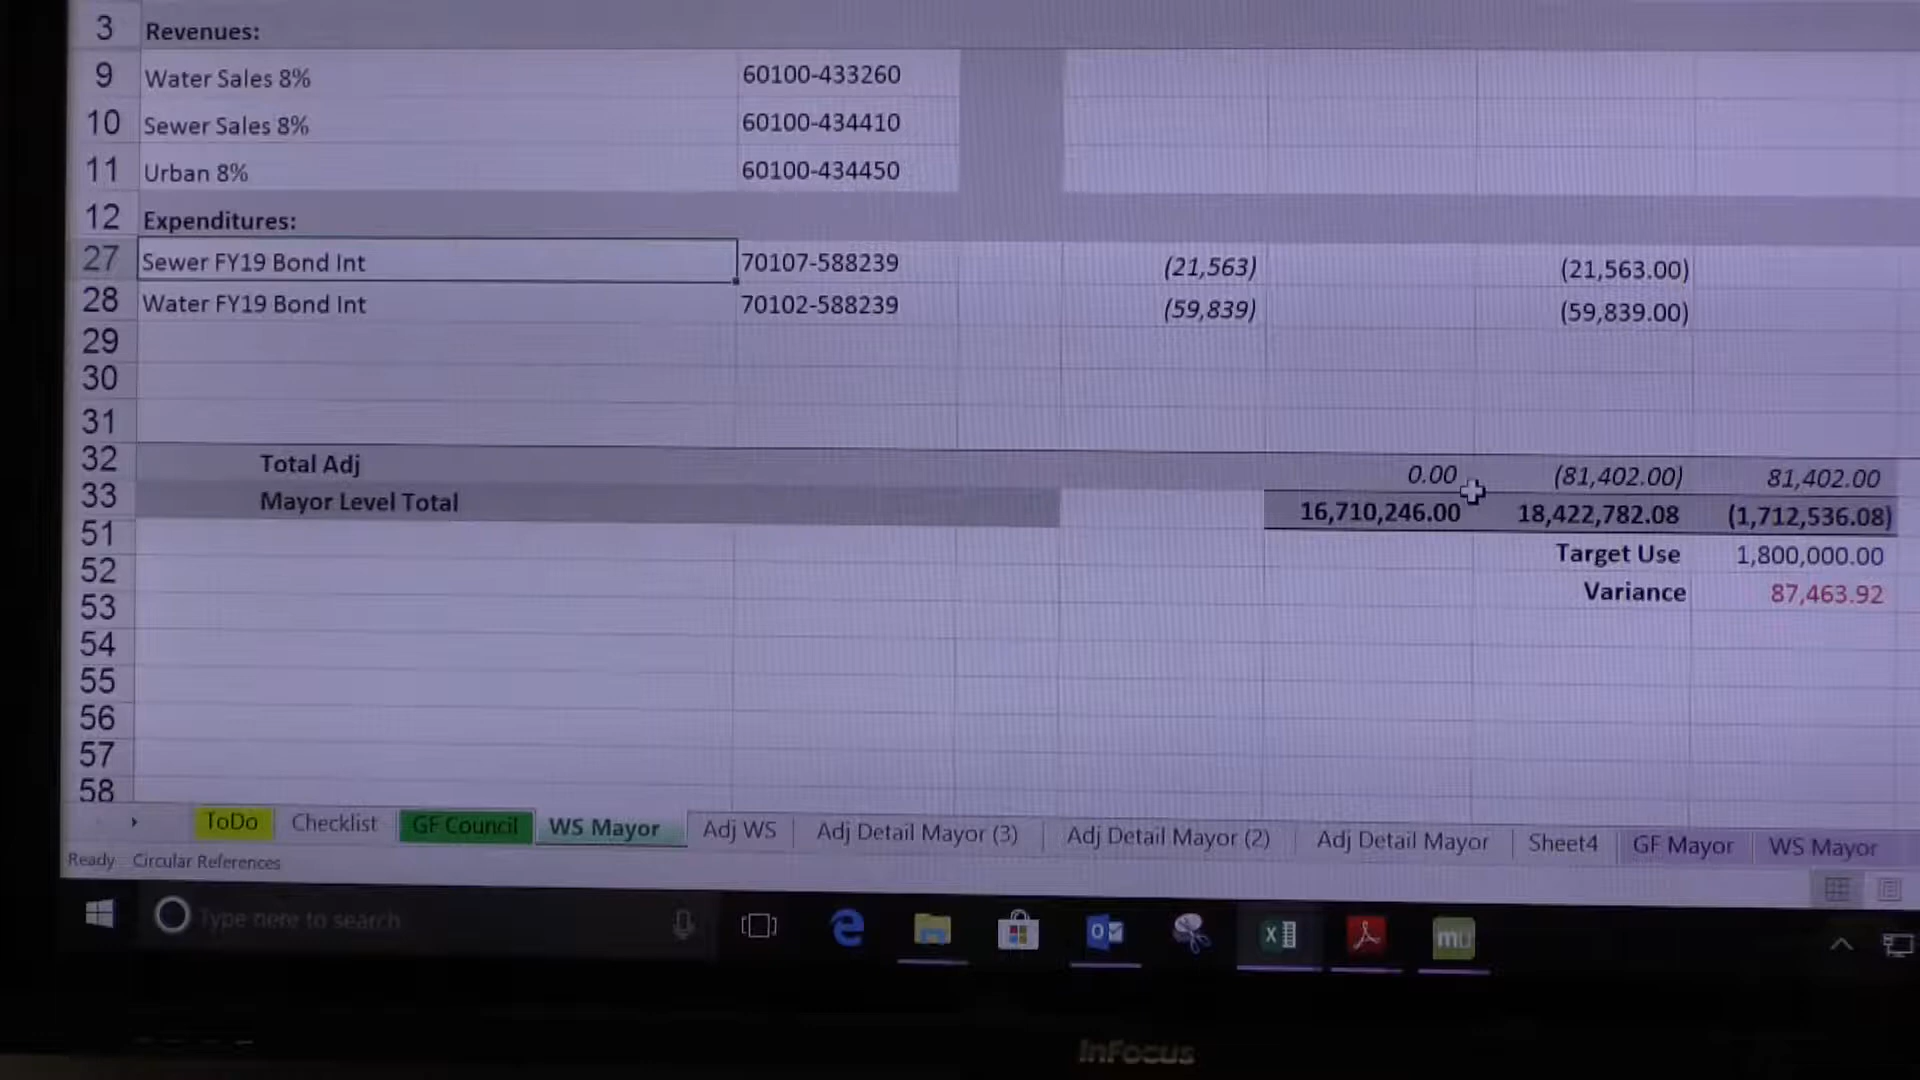 3 Revenues:
9 Water Sales 8% 60100-433260
10 Sewer Sales 8% 60100-434410
11 Urban 8% 60100-434450
12 Expenditures:
27 Sewer FY19 Bond Int 70107-588239 (21,563) (21,563.00)
28 Water FY19 Bond Int 70102-588239 (59,839) (59,839.00)
29
30
31
32 Total Adj 0.00 (81,402.00) 81,402.00
33 Mayor Level Total 16,710,246.00 18,422,782.08 (1,712,536.08)
51
52 Target Use 1,800,000.00
53 Variance 87,463.92
54
55
56
57
58
ToDo Checklist GF Council WS Mayor Adj WS Adj Detail Mayor (3) Adj Detail Mayor (2) Adj Detail Mayor Sheet4 GF Mayor WS Mayor
Ready Circular References
Type here to search
mu
InFocus